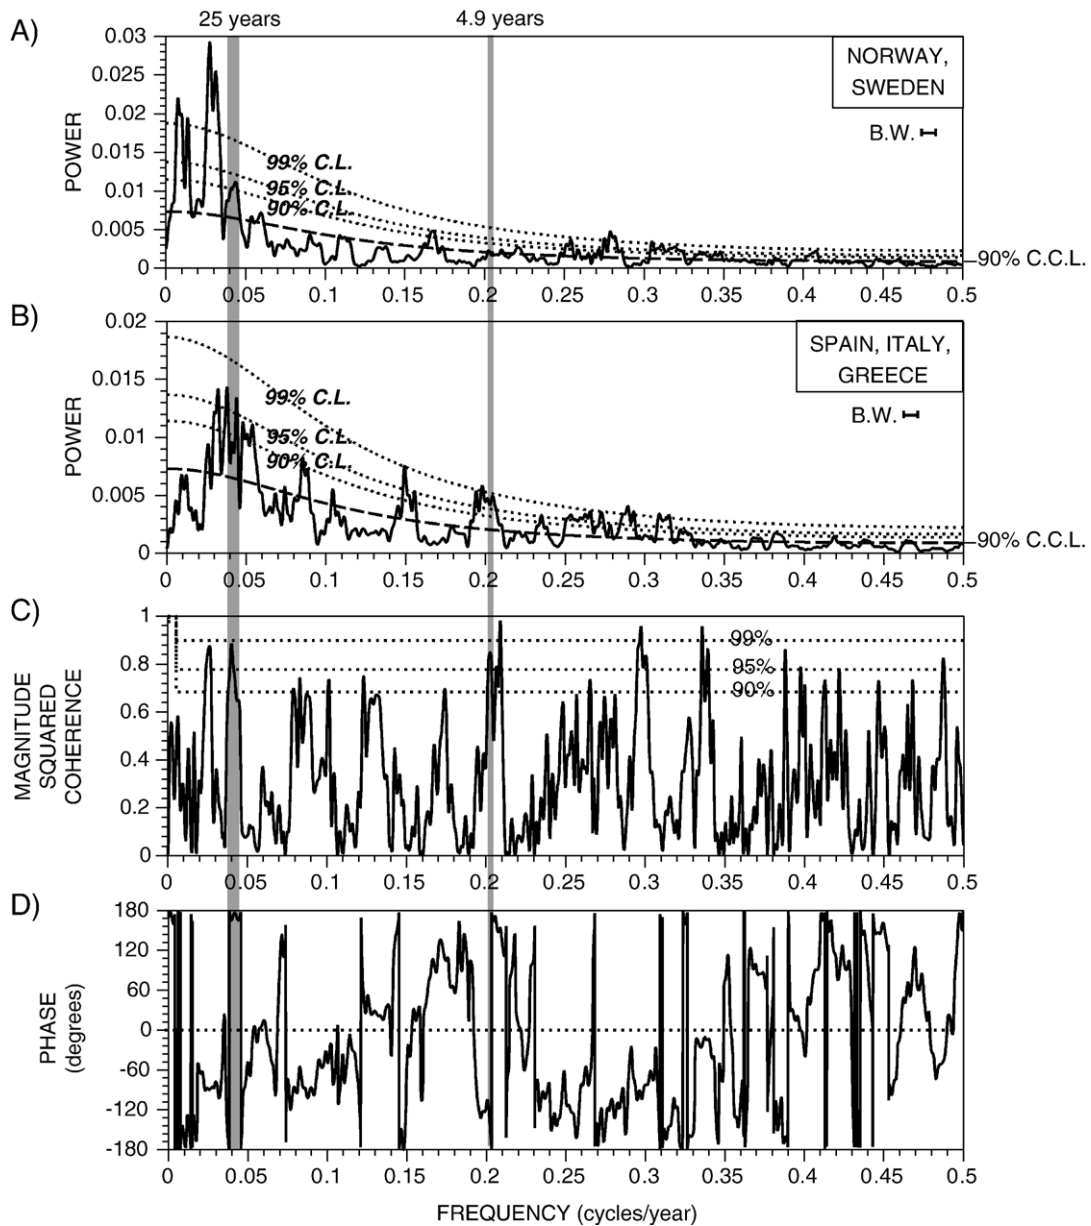 25 years 4.9 years
A)
0.03
0.025
0.02
0.015
0.01
0.005
0
POWER
NORWAY,
SWEDEN
B.W.
99% C.L.
95% C.L.
90% C.L.
90% C.C.L.
0 0.05 0.1 0.15 0.2 0.25 0.3 0.35 0.4 0.45 0.5
B)
0.02
0.015
0.01
0.005
0
POWER
SPAIN, ITALY,
GREECE
B.W.
99% C.L.
95% C.L.
90% C.L.
90% C.C.L.
0 0.05 0.1 0.15 0.2 0.25 0.3 0.35 0.4 0.45 0.5
C)
1
0.8
0.6
0.4
0.2
0
MAGNITUDE
SQUARED
COHERENCE
99%
95%
90%
0 0.05 0.1 0.15 0.2 0.25 0.3 0.35 0.4 0.45 0.5
D)
180
120
60
0
-60
-120
-180
PHASE
(degrees)
0 0.05 0.1 0.15 0.2 0.25 0.3 0.35 0.4 0.45 0.5
FREQUENCY (cycles/year)